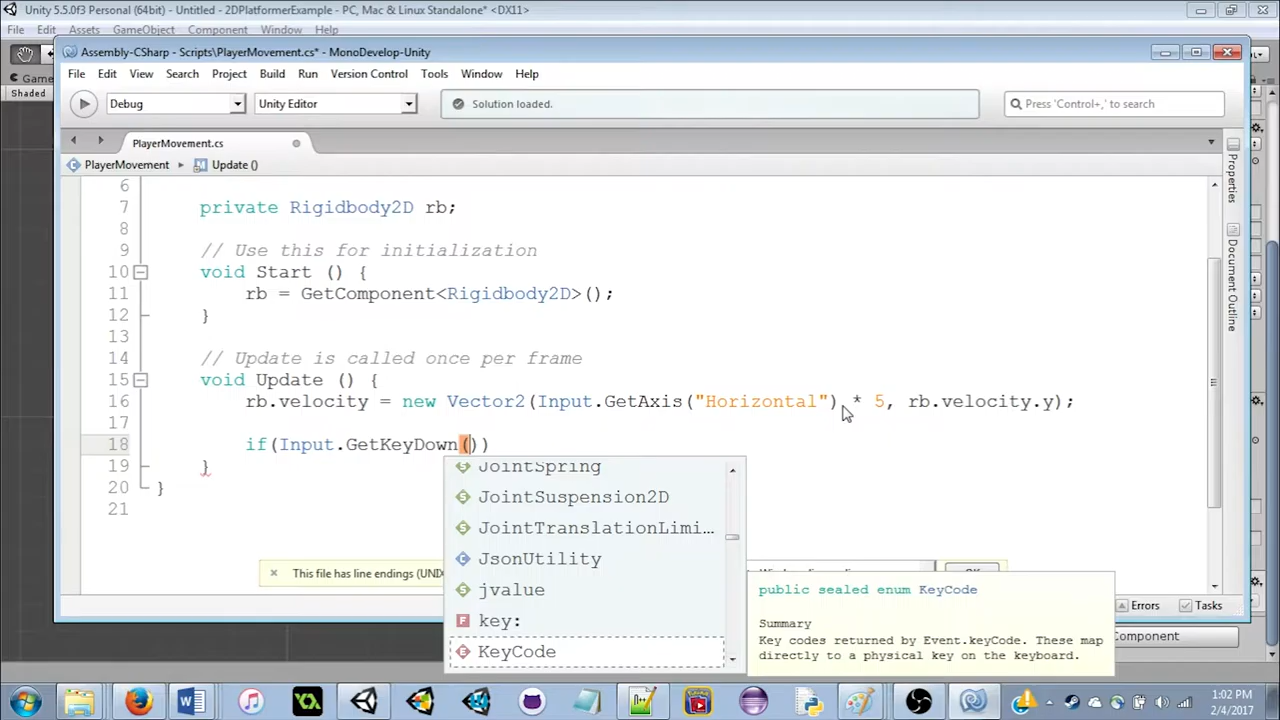 Unity 5.5.0f3 Personal (64bit) - Untitled - 2DPlatformerExample - PC, Mac & Linux Standalone* <DX11>
File Edit Assets GameObject Component Window Help
Assembly-CSharp - Scripts\PlayerMovement.cs* - MonoDevelop-Unity
Game
Shaded
File Edit View Search Project Build Run Version Control Tools Window Help
Debug Unity Editor Solution loaded. Press 'Control+,' to search
PlayerMovement.cs
PlayerMovement Update ()
6
7 private Rigidbody2D rb;
8
9 // Use this for initialization
10 void Start () {
11 rb = GetComponent<Rigidbody2D>();
12 }
13
14 // Update is called once per frame
15 void Update () {
16 rb.velocity = new Vector2(Input.GetAxis("Horizontal") * 5, rb.velocity.y);
17
18 if(Input.GetKeyDown())
19 }
20 }
21
Properties
Document Outline
JointSpring
JointSuspension2D
JointTranslationLimi...
JsonUtility
jvalue
key:
KeyCode
This file has line endings (UND
public sealed enum KeyCode
Summary
Key codes returned by Event.keyCode. These map
directly to a physical key on the keyboard.
Errors Tasks
Component
1:02 PM
2/4/2017